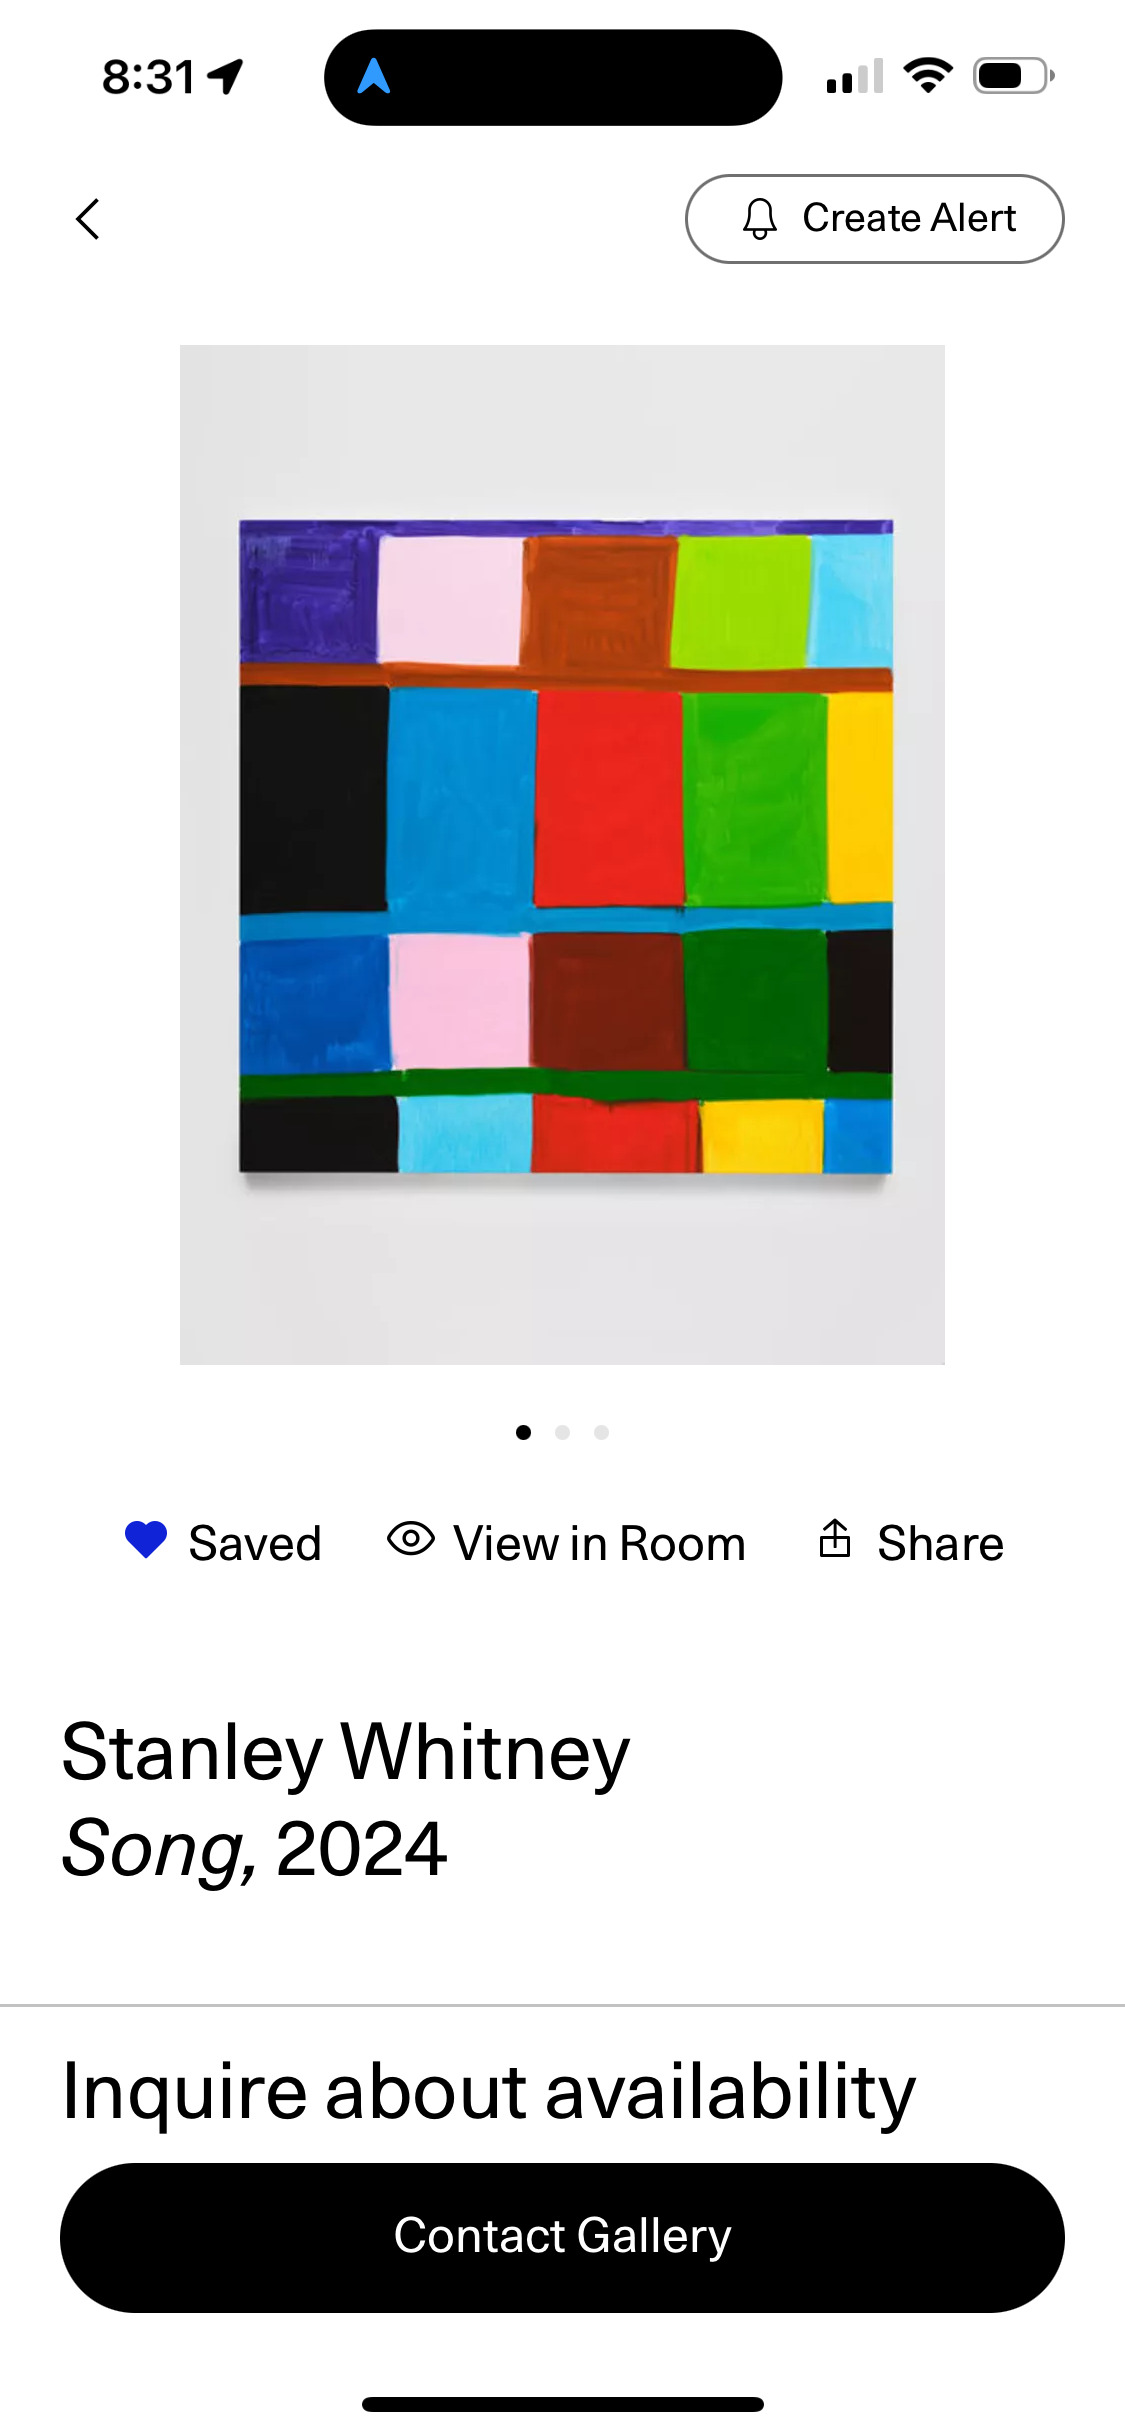 8:31
Create Alert
Saved View in Room Share
Stanley Whitney
Song, 2024
Inquire about availability
Contact Gallery